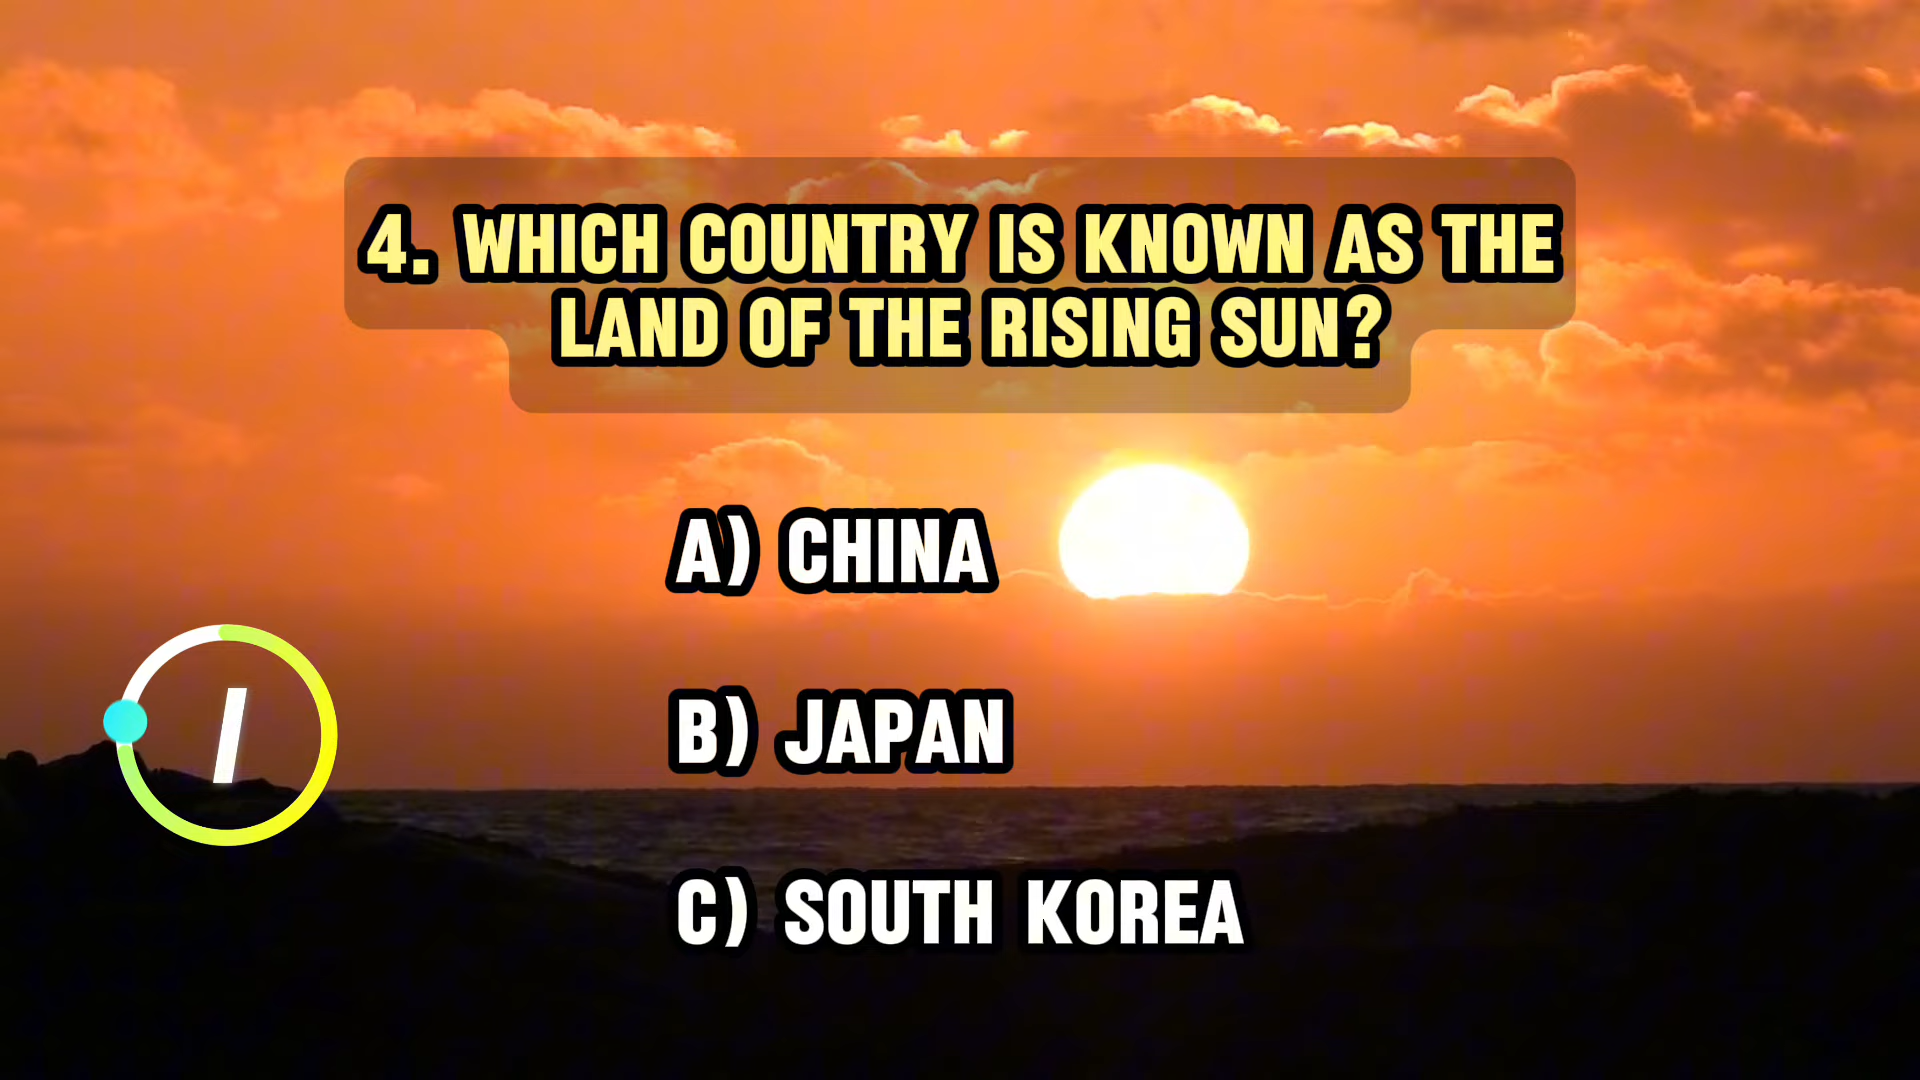 4. WHICH COUNTRY IS KNOWN AS THE
LAND OF THE RISING SUN?
A) CHINA
B) JAPAN
1
C) SOUTH KOREA